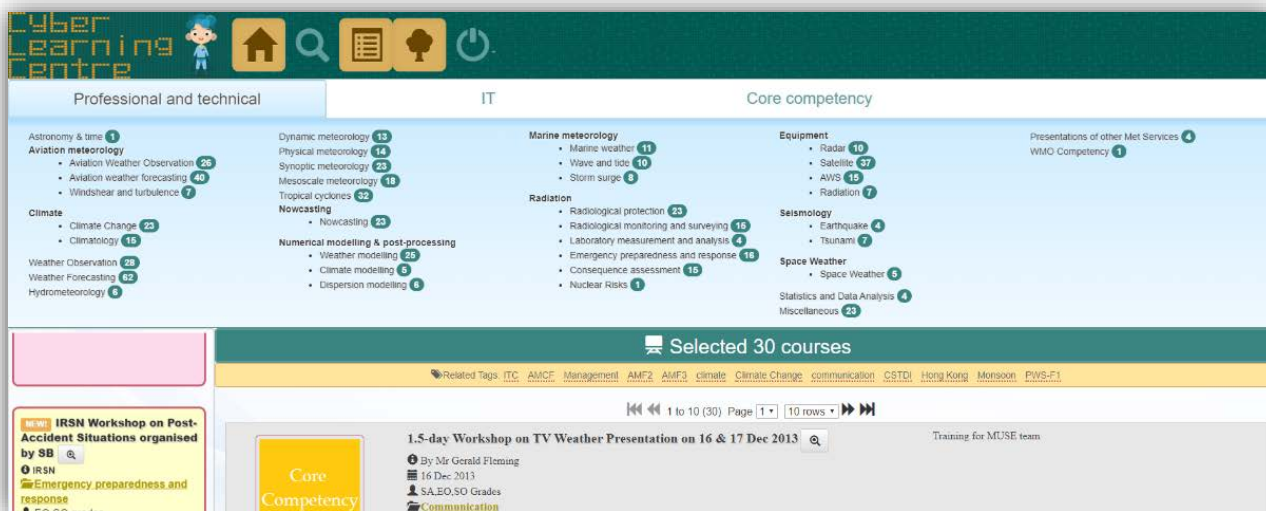 Cyber
Learning
Centre
Professional and technical
IT
Core competency
Astronomy & time 1
Aviation meteorology
• Aviation Weather Observation 26
• Aviation weather forecasting 40
• Windshear and turbulence 7
Climate
• Climate Change 23
• Climatology 15
Weather Observation 28
Weather Forecasting 62
Hydrometeorology 6
Dynamic meteorology 13
Physical meteorology 14
Synoptic meteorology 23
Mesoscale meteorology 18
Tropical cyclones 32
Nowcasting
• Nowcasting 23
Numerical modelling & post-processing
• Weather modelling 25
• Climate modelling 5
• Dispersion modelling 6
Marine meteorology
• Marine weather 11
• Wave and tide 10
• Storm surge 8
Radiation
• Radiological protection 23
• Radiological monitoring and surveying 15
• Laboratory measurement and analysis 4
• Emergency preparedness and response 16
• Consequence assessment 15
• Nuclear Risks 1
Equipment
• Radar 10
• Satellite 37
• AWS 15
• Radiation 7
Seismology
• Earthquake 4
• Tsunami 7
Space Weather
• Space Weather 5
Statistics and Data Analysis 4
Miscellaneous 23
Presentations of other Met Services 4
WMO Competency 1
NEW! IRSN Workshop on Post-
Accident Situations organised
by SB
IRSN
Emergency preparedness and
response
EO,SO grades
Selected 30 courses
Related Tags: ITC AMCF Management AMF2 AMF3 climate Climate Change communication CSTDI Hong Kong Monsoon PWS-F1
1 to 10 (30) Page 1 10 rows
Core
Competency
1.5-day Workshop on TV Weather Presentation on 16 & 17 Dec 2013
By Mr Gerald Fleming
16 Dec 2013
SA,EO,SO Grades
Communication
Training for MUSE team